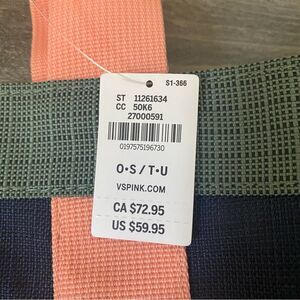 S1-366
ST 11261634
CC 50K6
27000591
0197575196730
O•S / T•U
VSPINK.COM
CA $72.95
US $59.95